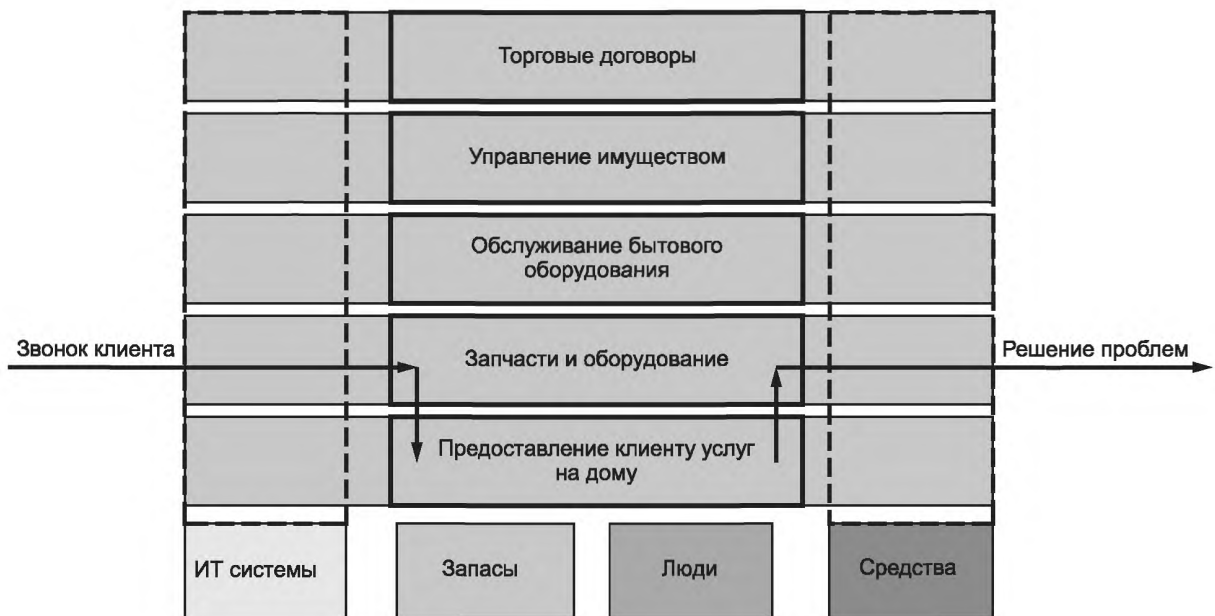 Торговые договоры
Управление имуществом
Обслуживание бытового
оборудования
Звонок клиента
Запчасти и оборудование
Решение проблем
Предоставление клиенту услуг
на дому
ИТ системы
Запасы
Люди
Средства